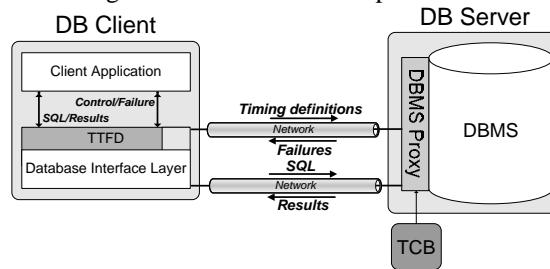 DB Client
DB Server
Client Application
Control/Failure
SQL/Results
TTFD
Database Interface Layer
Timing definitions
Network
Failures
SQL
Network
Results
DBMS Proxy
DBMS
TCB